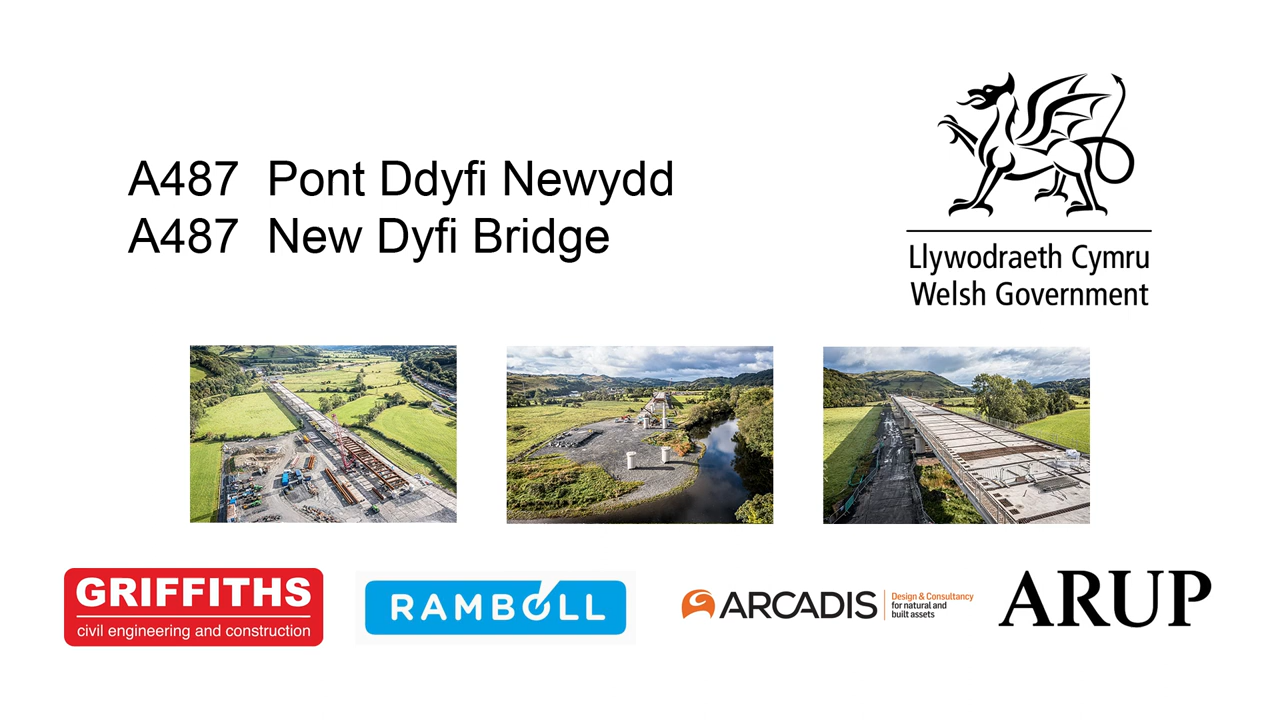 A487 Pont Ddyfi Newydd
A487 New Dyfi Bridge
Llywodraeth Cymru
Welsh Government
GRIFFITHS
civil engineering and construction
RAMBOLL
ARCADIS
Design & Consultancy
for natural and
built assets
ARUP